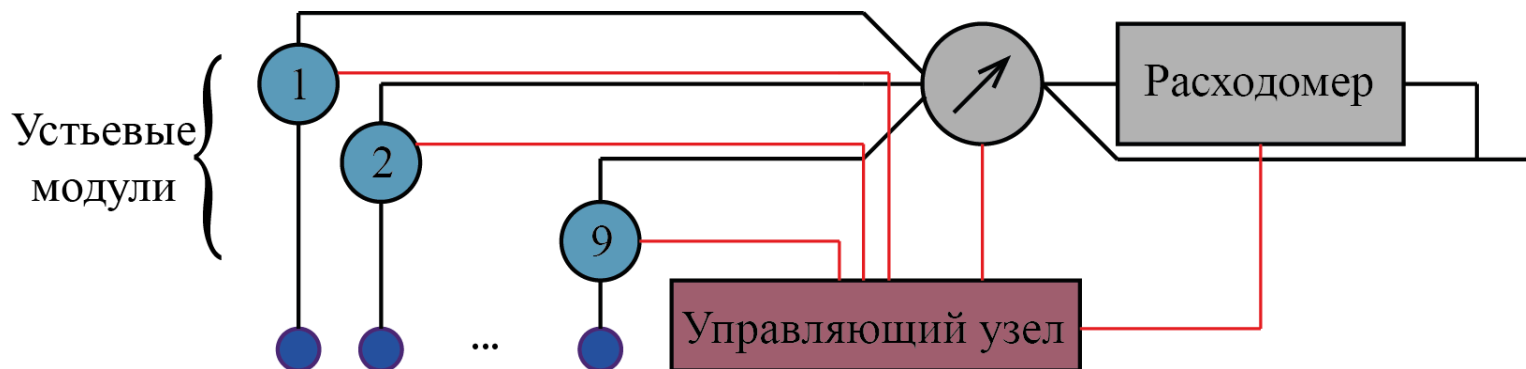 Устьевые
модули
1
2
9
...
Расходомер
Управляющий узел